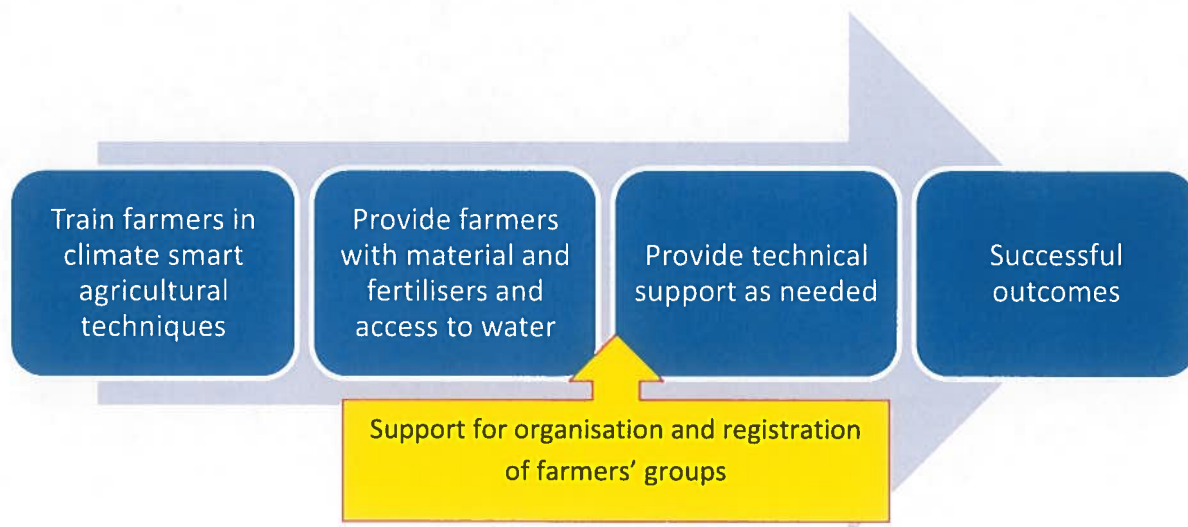 Train farmers in
climate smart
agricultural
techniques
Provide farmers
with material and
fertilisers and
access to water
Provide technical
support as needed
Successful
outcomes
Support for organisation and registration
of farmers’ groups